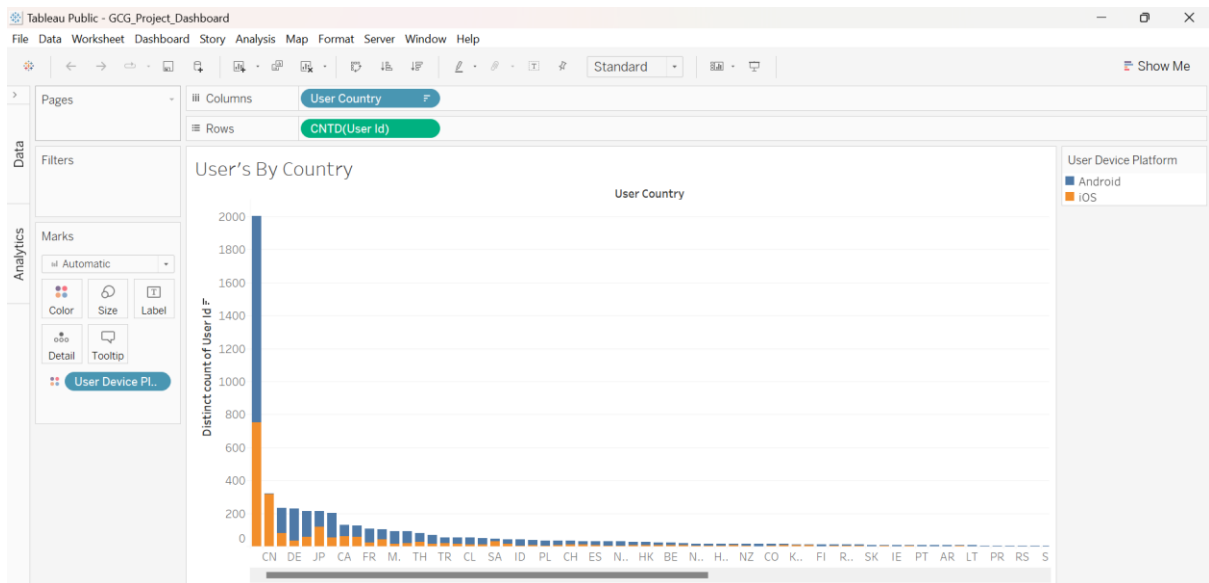 Tableau Public - GCG_Project_Dashboard
File Data Worksheet Dashboard Story Analysis Map Format Server Window Help
Standard
Show Me
Pages
Columns
User Country
Rows
CNTD(User Id)
Data
Analytics
Filters
Marks
Automatic
Color Size Label
Detail Tooltip
User Device Pl..
User's By Country
User Country
Distinct count of User Id
2000
1800
1600
1400
1200
1000
800
600
400
200
0
CN DE JP CA FR M. TH TR CL SA ID PL CH ES N.. HK BE N.. H.. NZ CO K.. FI R.. SK IE PT AR LT PR RS S
User Device Platform
Android
iOS